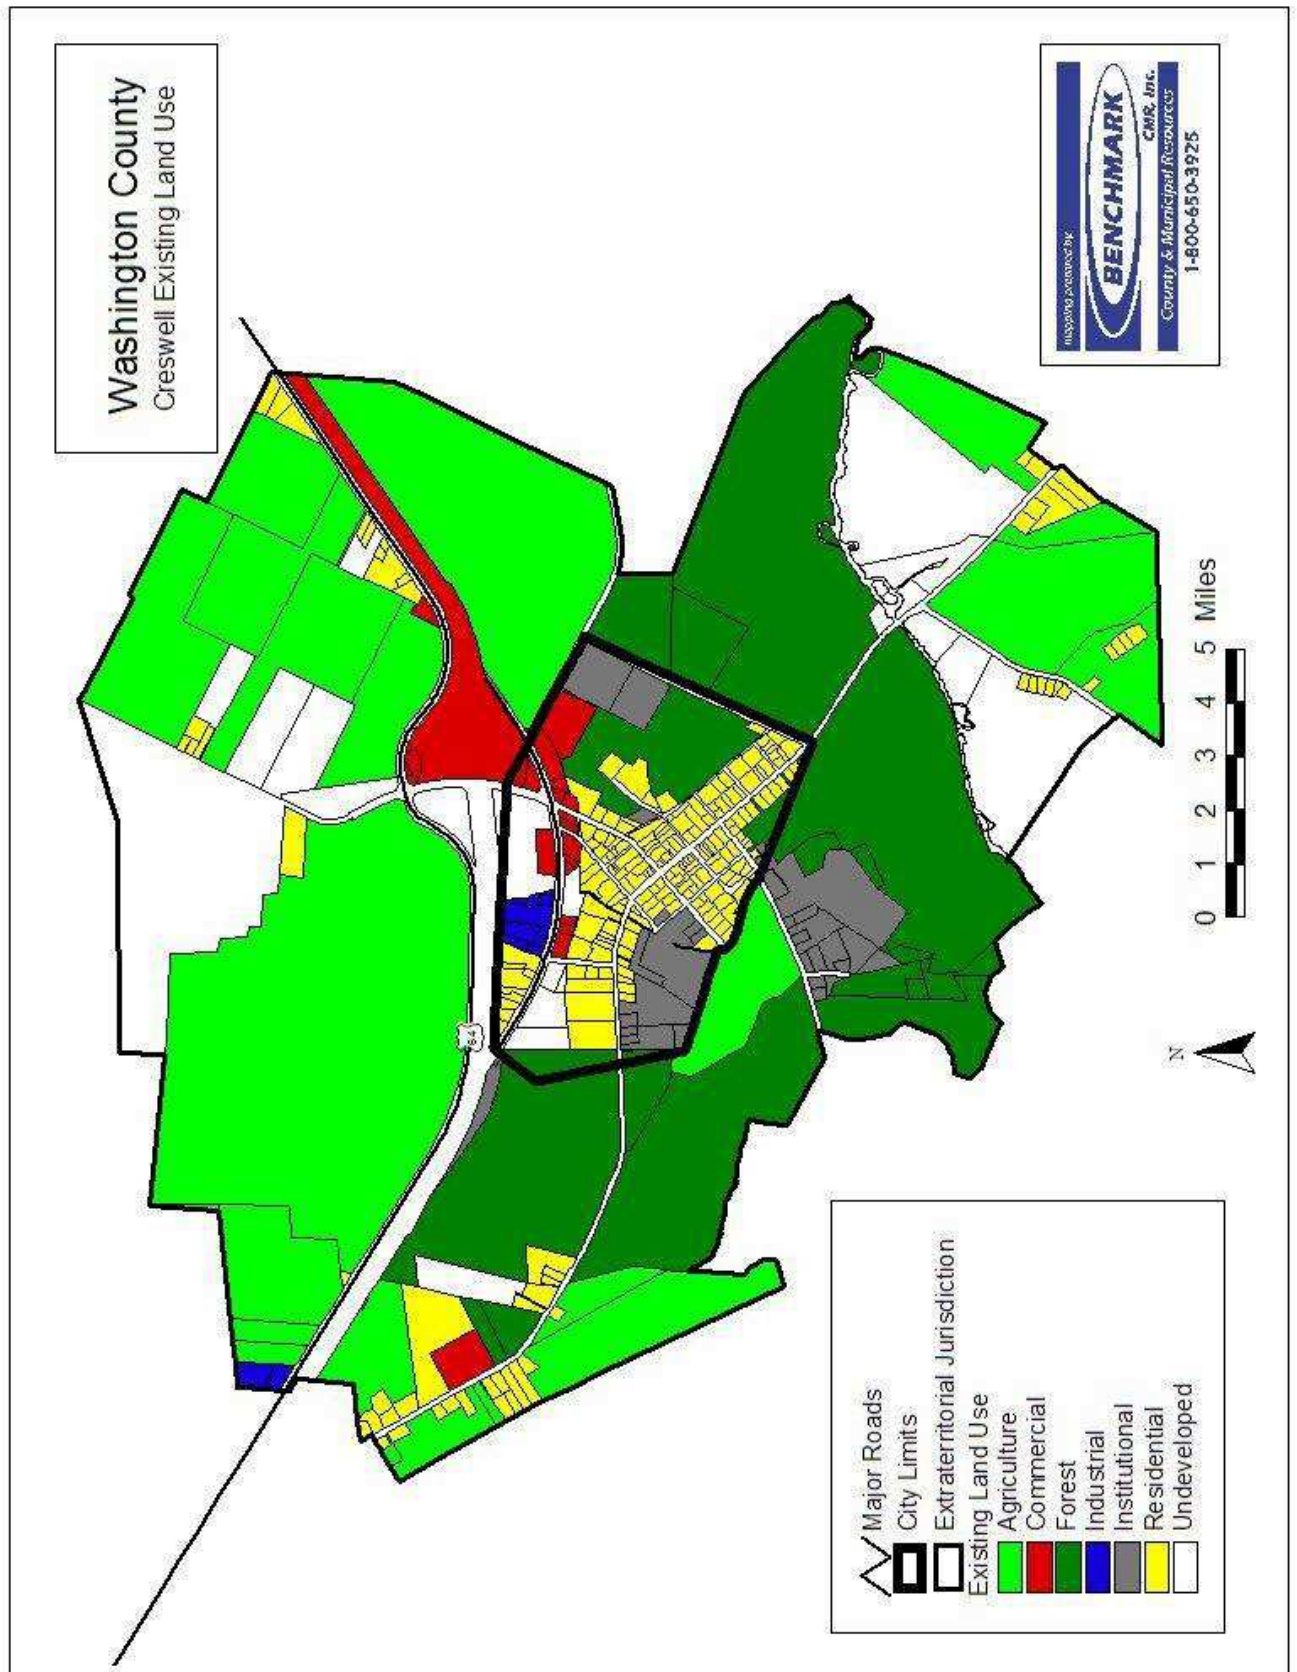 Washington County
Creswell Existing Land Use
mapping prepared by
BENCHMARK
CMR, Inc.
County & Municipal Resources
1-800-650-3925
64
Major Roads
City Limits
Extraterritorial Jurisdiction
Existing Land Use
Agriculture
Commercial
Forest
Industrial
Institutional
Residential
Undeveloped
N
0 1 2 3 4 5 Miles